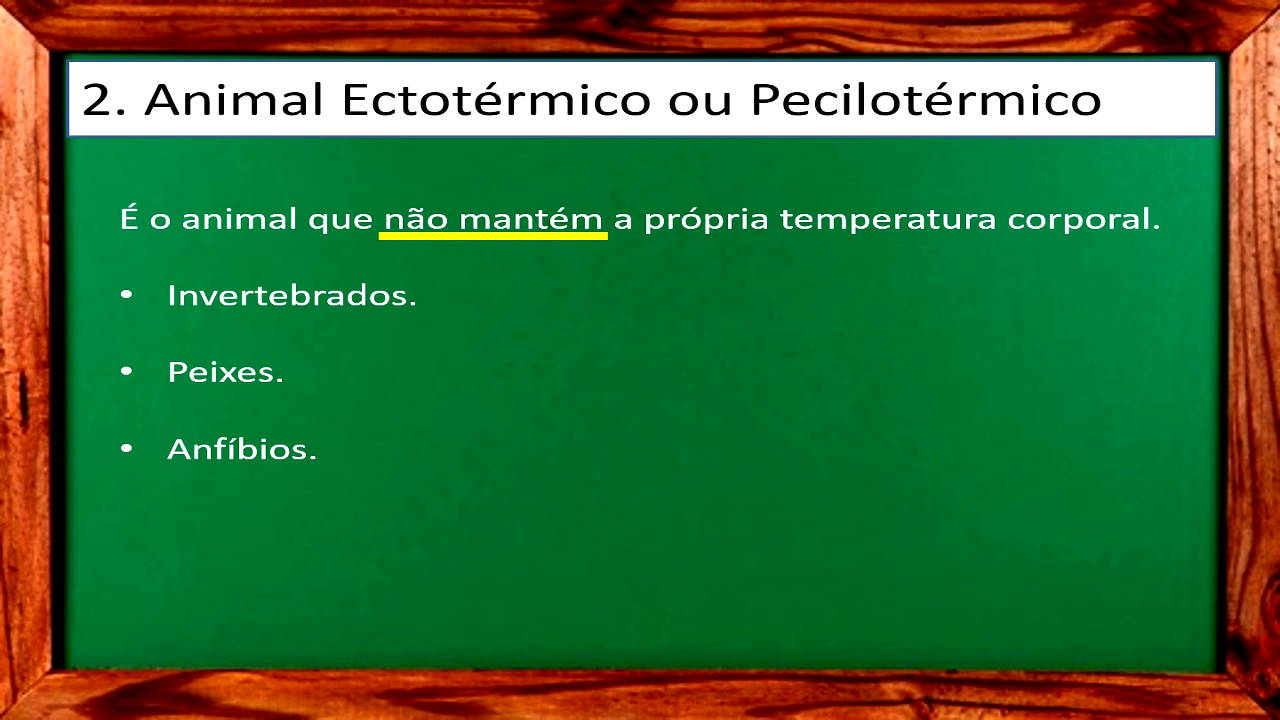 2. Animal Ectotérmico ou Pecilotérmico
É o animal que não mantém a própria temperatura corporal.
• Invertebrados.
• Peixes.
• Anfíbios.